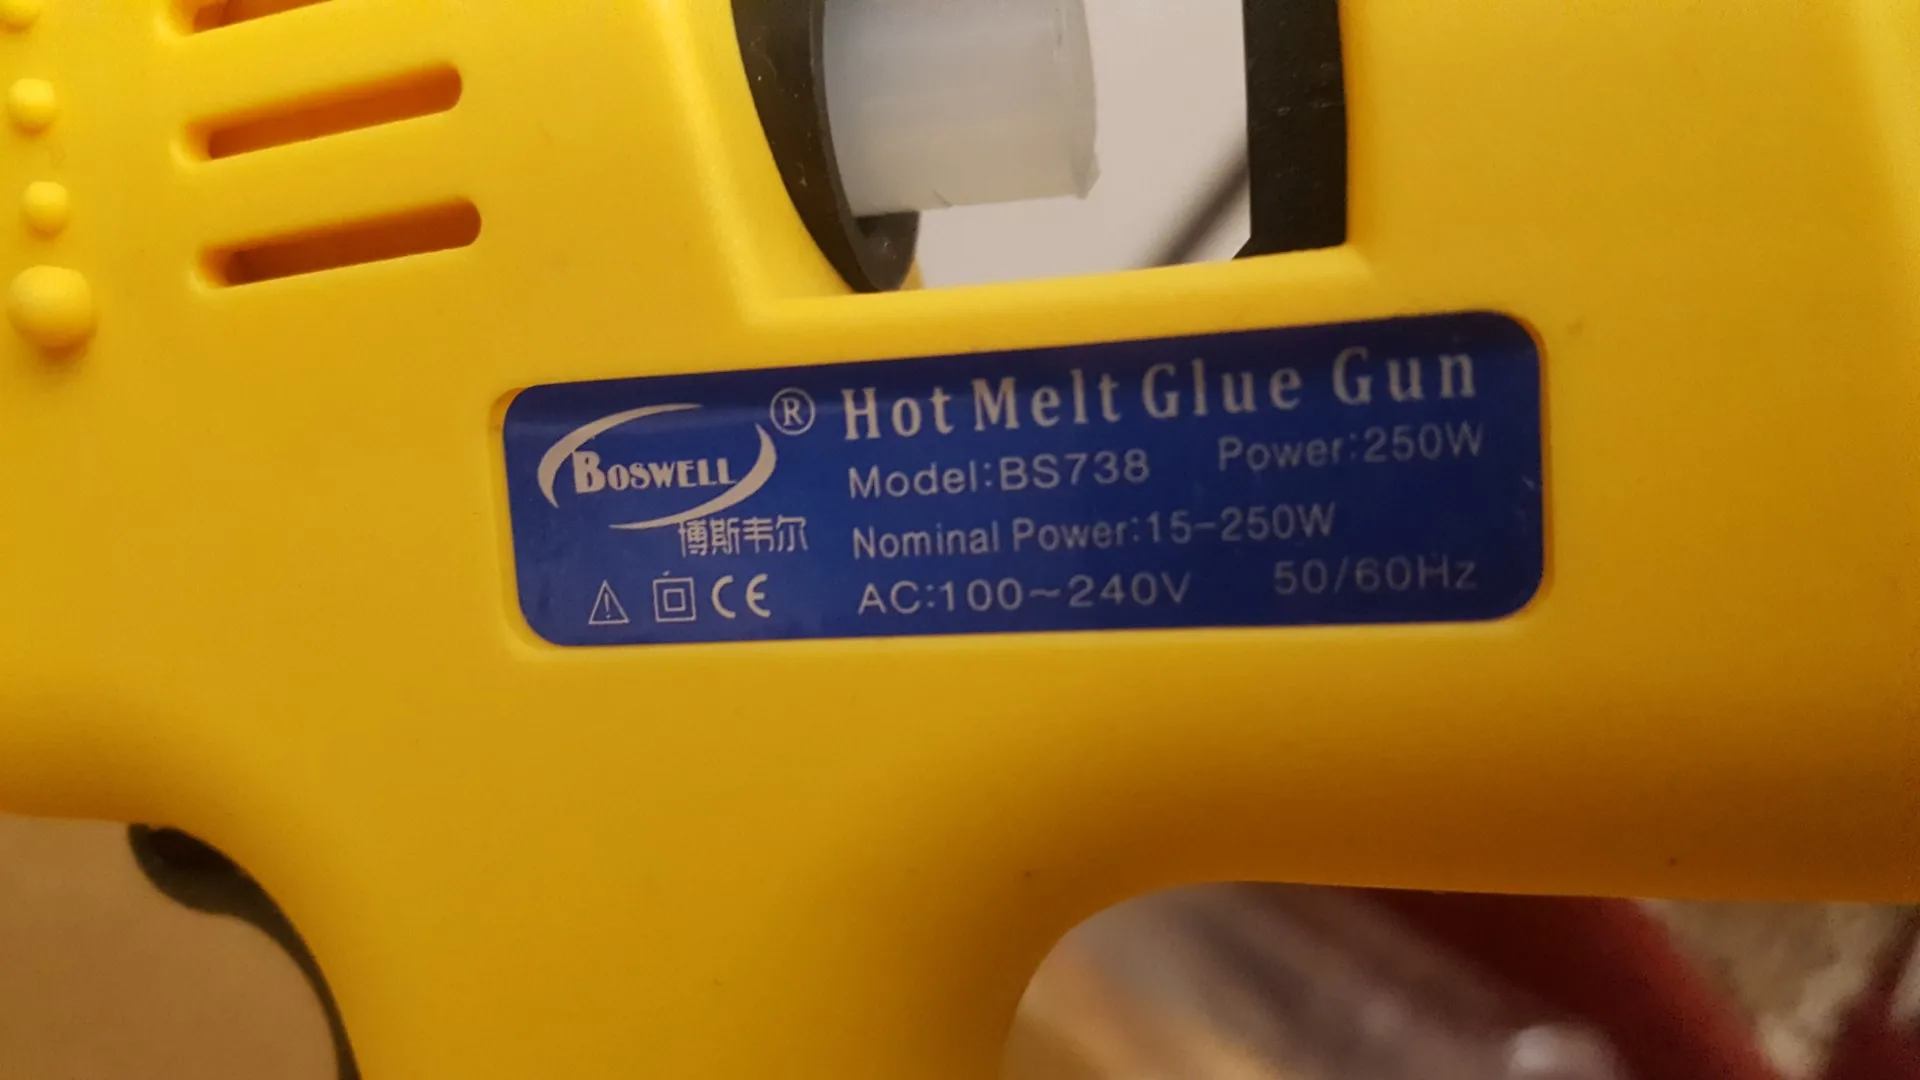 BOSWELL ®
博斯韦尔
CE
Hot Melt Glue Gun
Model:BS738 Power:250W
Nominal Power:15-250W
AC:100~240V 50/60Hz